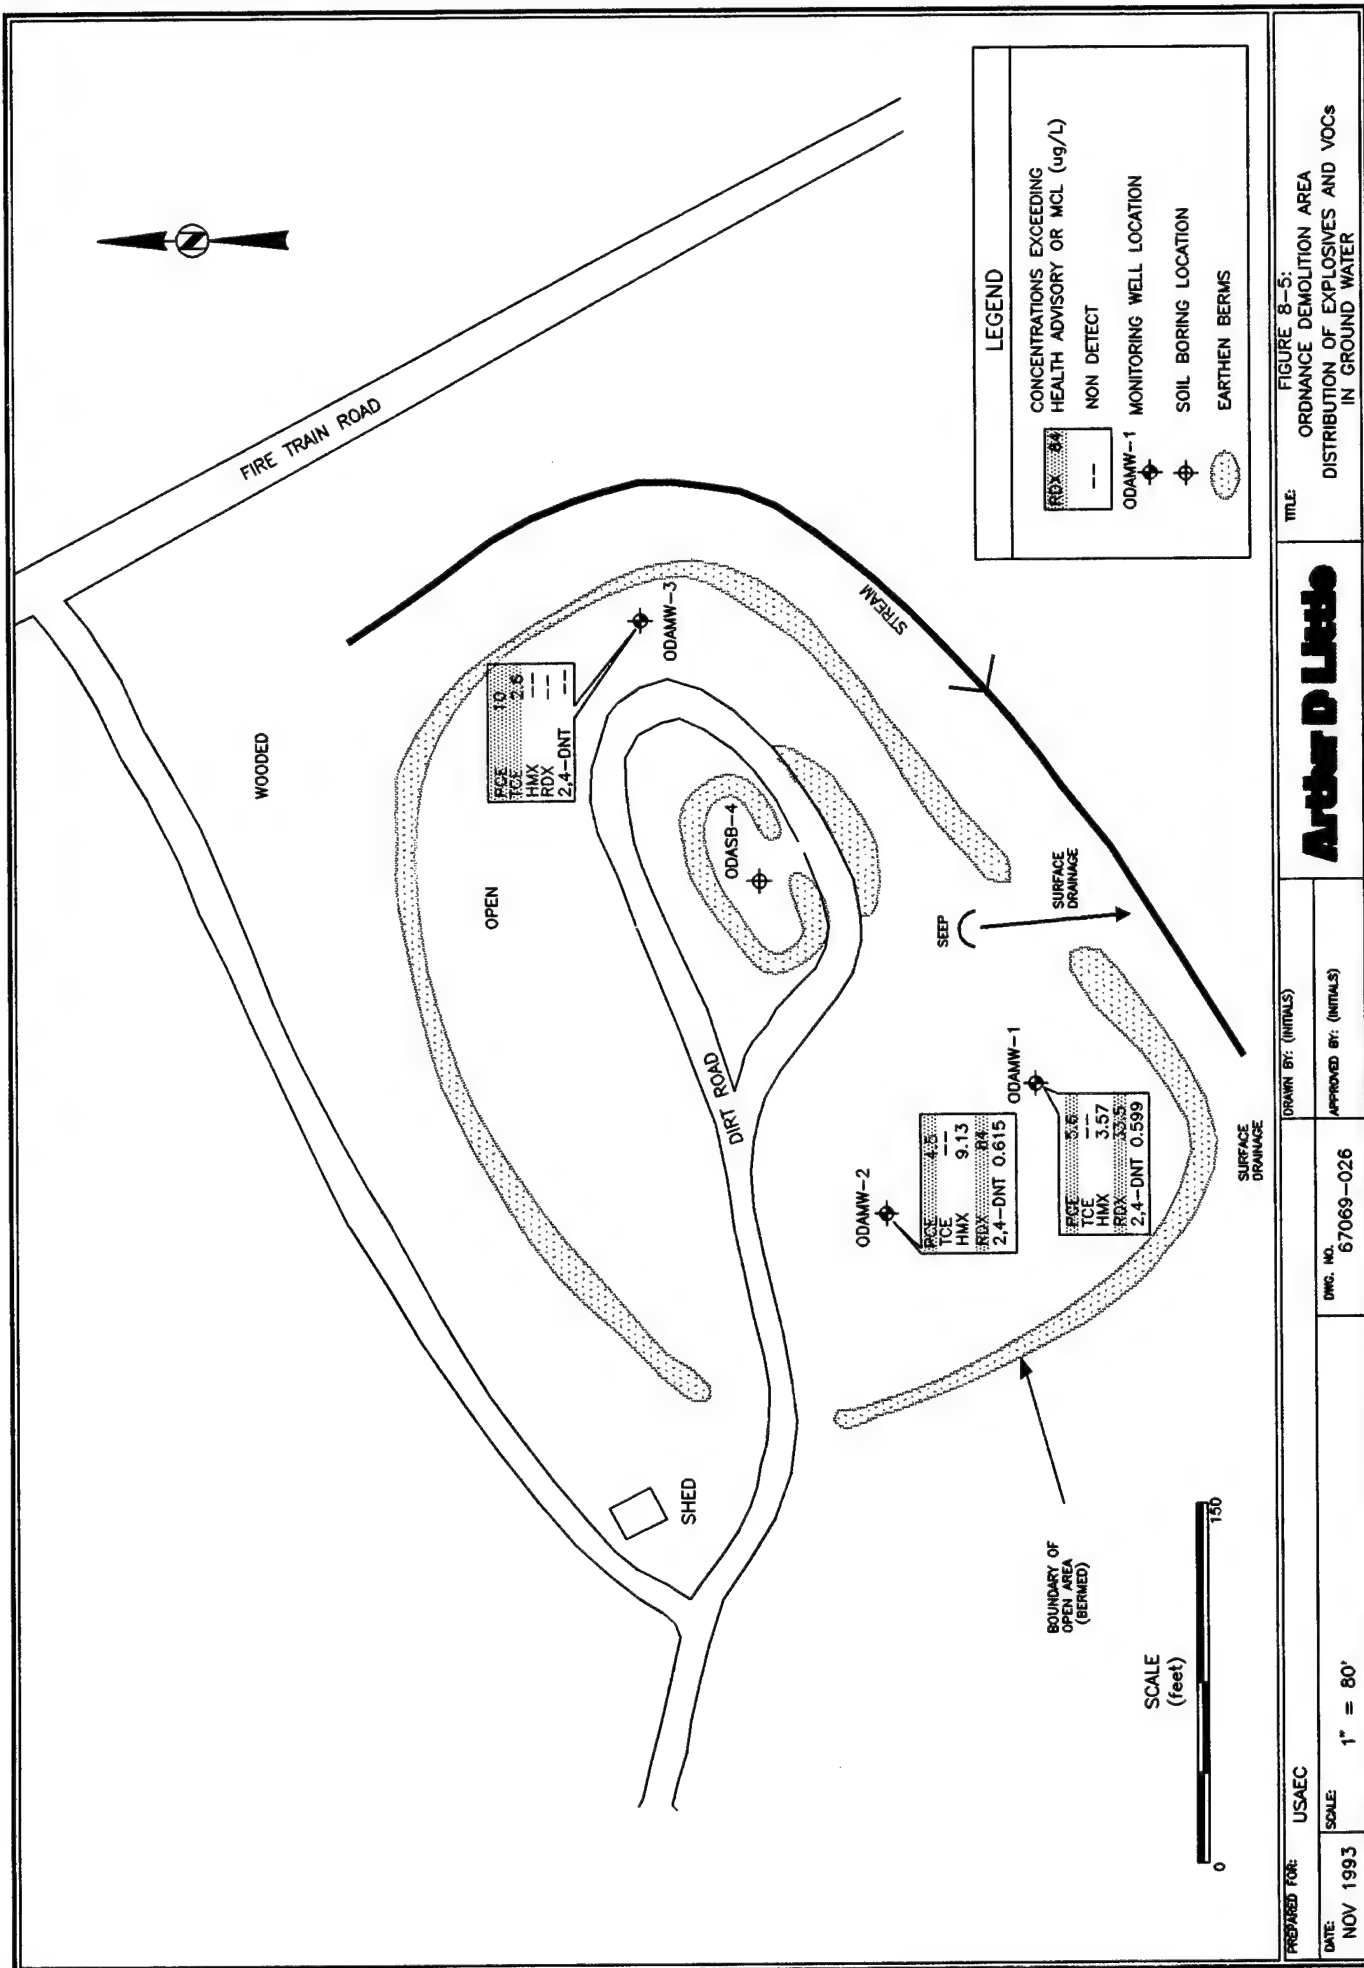 FIRE TRAIN ROAD
N
WOODED
PCE 10
TCE 2.6
HMX --
RDX --
2,4-DNT --
ODAMW-3
OPEN
ODASB-4
STREAM
DIRT ROAD
SEEP
SURFACE
DRAINAGE
SHED
ODAMW-2
PCE 4.5
TCE --
HMX 9.13
RDX 84
2,4-DNT 0.615
ODAMW-1
PCE 5.6
TCE --
HMX 3.57
RDX 33.5
2,4-DNT 0.599
SURFACE
DRAINAGE
BOUNDARY OF
OPEN AREA
(BERMED)
SCALE
(feet)
0 150
LEGEND
RDX 84
CONCENTRATIONS EXCEEDING
HEALTH ADVISORY OR MCL (ug/L)
-- NON DETECT
ODAMW-1 MONITORING WELL LOCATION
SOIL BORING LOCATION
EARTHEN BERMS
PREPARED FOR: USAEC
DATE: NOV 1993
SCALE: 1" = 80'
DWG. NO. 67069-026
DRAWN BY: (INITIALS)
APPROVED BY: (INITIALS)
Arthur D Little
TITLE: FIGURE 8-5:
ORDNANCE DEMOLITION AREA
DISTRIBUTION OF EXPLOSIVES AND VOCs
IN GROUND WATER